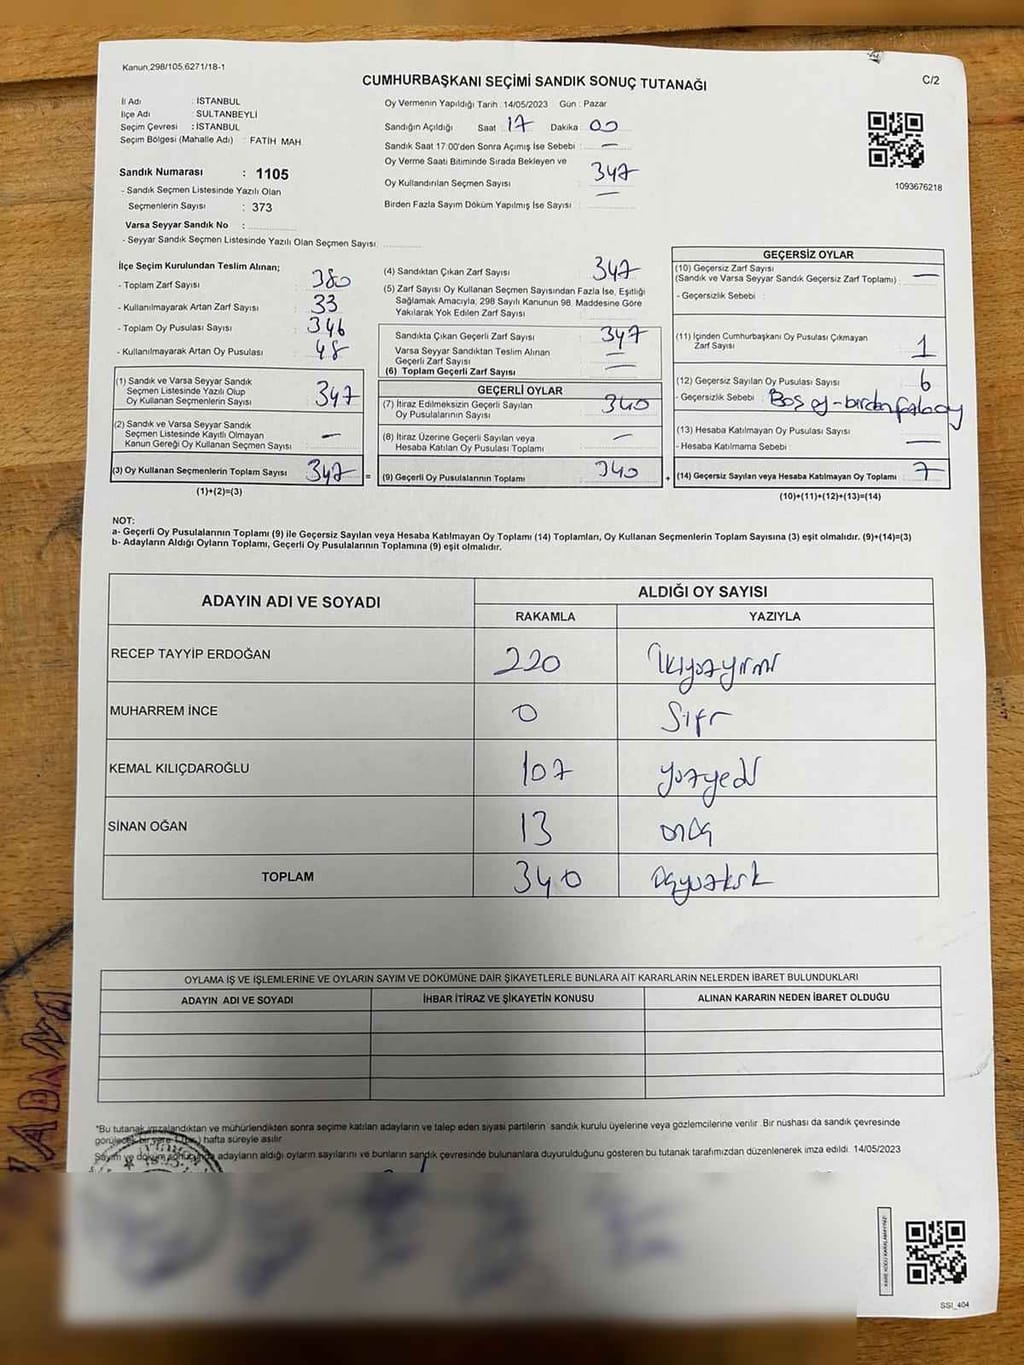 Kanun,298/105,6271/18-1
CUMHURBAŞKANI SEÇİMİ SANDIK SONUÇ TUTANAĞI
C/2
İl Adı : İSTANBUL
İlçe Adı : SULTANBEYLİ
Seçim Çevresi : İSTANBUL
Seçim Bölgesi (Mahalle Adı) : FATİH MAH
Sandık Numarası : 1105
- Sandık Seçmen Listesinde Yazılı Olan
Seçmenlerin Sayısı : 373
Varsa Seyyar Sandık No :
- Seyyar Sandık Seçmen Listesinde Yazılı Olan Seçmen Sayısı:
Oy Vermenin Yapıldığı Tarih : 14/05/2023 Gün : Pazar
Sandığın Açıldığı Saat 17 Dakika 00
Sandık Saat 17:00'den Sonra Açımış İse Sebebi : —
Oy Verme Saati Bitiminde Sırada Bekleyen ve
Oy Kullandırılan Seçmen Sayısı 347
Birden Fazla Sayım Döküm Yapılmış İse Sayısı : —
1093676218
İlçe Seçim Kurulundan Teslim Alınan;
- Toplam Zarf Sayısı : 380
- Kullanılmayarak Artan Zarf Sayısı : 33
- Toplam Oy Pusulası Sayısı : 346
- Kullanılmayarak Artan Oy Pusulası : 48
(1) Sandık ve Varsa Seyyar Sandık
Seçmen Listesinde Yazılı Olup
Oy Kullanan Seçmenlerin Sayısı 347
(2) Sandık ve Varsa Seyyar Sandık
Seçmen Listesinde Kayıtlı Olmayan
Kanun Gereği Oy Kullanan Seçmen Sayısı —
(3) Oy Kullanan Seçmenlerin Toplam Sayısı 347 =
(1)+(2)=(3)
(4) Sandıktan Çıkan Zarf Sayısı 347
(5) Zarf Sayısı Oy Kullanan Seçmen Sayısından Fazla İse, Eşitliği
Sağlamak Amacıyla, 298 Sayılı Kanunun 98. Maddesine Göre
Yakılarak Yok Edilen Zarf Sayısı :
Sandıkta Çıkan Geçerli Zarf Sayısı 347
Varsa Seyyar Sandıktan Teslim Alınan
Geçerli Zarf Sayısı —
(6) Toplam Geçerli Zarf Sayısı —
GEÇERLİ OYLAR
(7) İtiraz Edilmeksizin Geçerli Sayılan
Oy Pusulalarının Sayısı 340
(8) İtiraz Üzerine Geçerli Sayılan veya
Hesaba Katılan Oy Pusulası Toplamı —
(9) Geçerli Oy Pusulalarının Toplamı 340 +
GEÇERSİZ OYLAR
(10) Geçersiz Zarf Sayısı
(Sandık ve Varsa Seyyar Sandık Geçersiz Zarf Toplamı) : —
- Geçersizlik Sebebi :
(11) İçinden Cumhurbaşkanı Oy Pusulası Çıkmayan
Zarf Sayısı 1
(12) Geçersiz Sayılan Oy Pusulası Sayısı 6
- Geçersizlik Sebebi : Boş oy - birden fazla oy
(13) Hesaba Katılmayan Oy Pusulası Sayısı
- Hesaba Katılmama Sebebi : —
(14) Geçersiz Sayılan veya Hesaba Katılmayan Oy Toplamı 7
(10)+(11)+(12)+(13)=(14)
NOT:
a- Geçerli Oy Pusulalarının Toplamı (9) ile Geçersiz Sayılan veya Hesaba Katılmayan Oy Toplamı (14) Toplamları, Oy Kullanan Seçmenlerin Toplam Sayısına (3) eşit olmalıdır. (9)+(14)=(3)
b- Adayların Aldığı Oyların Toplamı, Geçerli Oy Pusulalarının Toplamına (9) eşit olmalıdır.
ADAYIN ADI VE SOYADI ALDIĞI OY SAYISI
RAKAMLA YAZIYLA
RECEP TAYYİP ERDOĞAN 220 İkiyüzyirmi
MUHARREM İNCE 0 Sıfır
KEMAL KILIÇDAROĞLU 107 yüzyedi
SİNAN OĞAN 13 onüç
TOPLAM 340 üçyüzkırk
OYLAMA İŞ VE İŞLEMLERİNE VE OYLARIN SAYIM VE DÖKÜMÜNE DAİR ŞİKAYETLERLE BUNLARA AİT KARARLARIN NELERDEN İBARET BULUNDUKLARI
ADAYIN ADI VE SOYADI İHBAR İTİRAZ VE ŞİKAYETİN KONUSU ALINAN KARARIN NEDEN İBARET OLDUĞU
"Bu tutanak imzalandıktan ve mühürlendikten sonra seçime katılan adayların ve talep eden siyasi partilerin sandık kurulu üyelerine veya gözlemcilerine verilir. Bir nüshası da sandık çevresinde
görülecek bir yere 1 (bir) hafta süreyle asılır
Sayım ve döküm sonucunda adayların aldığı oyların sayılarını ve bunların sandık çevresinde bulunanlara duyurulduğunu gösteren bu tutanak tarafımızdan düzenlenerek imza edildi. 14/05/2023
ADANA
SSİ_404